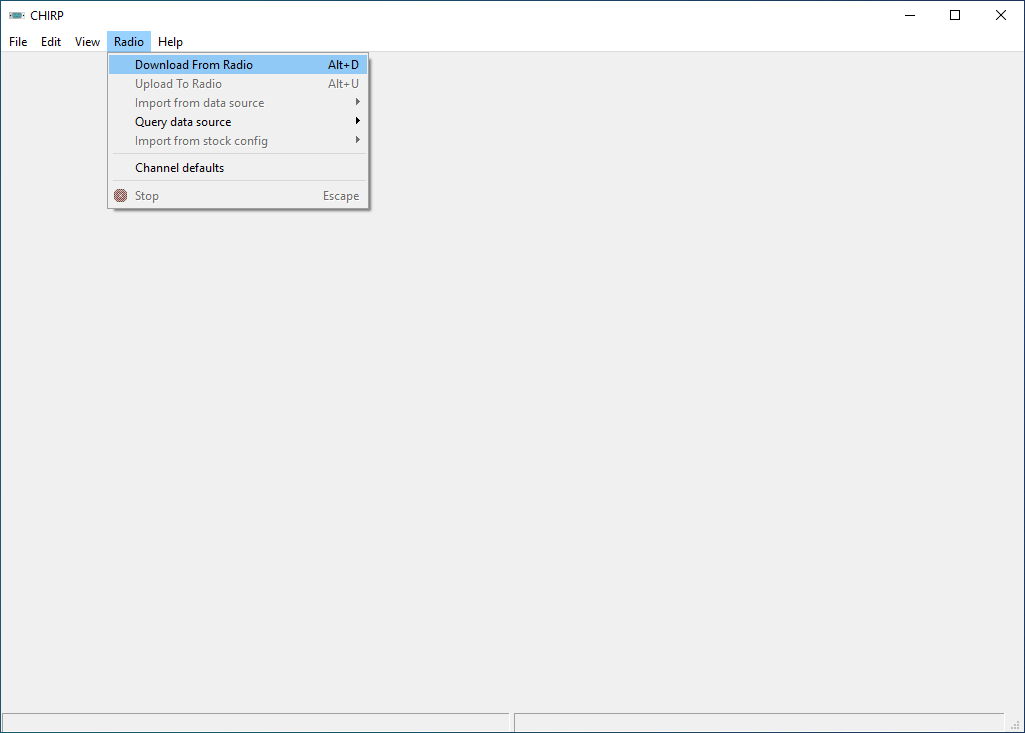 CHIRP
File Edit View Radio Help
Download From Radio Alt+D
Upload To Radio Alt+U
Import from data source
Query data source
Import from stock config
Channel defaults
Stop Escape